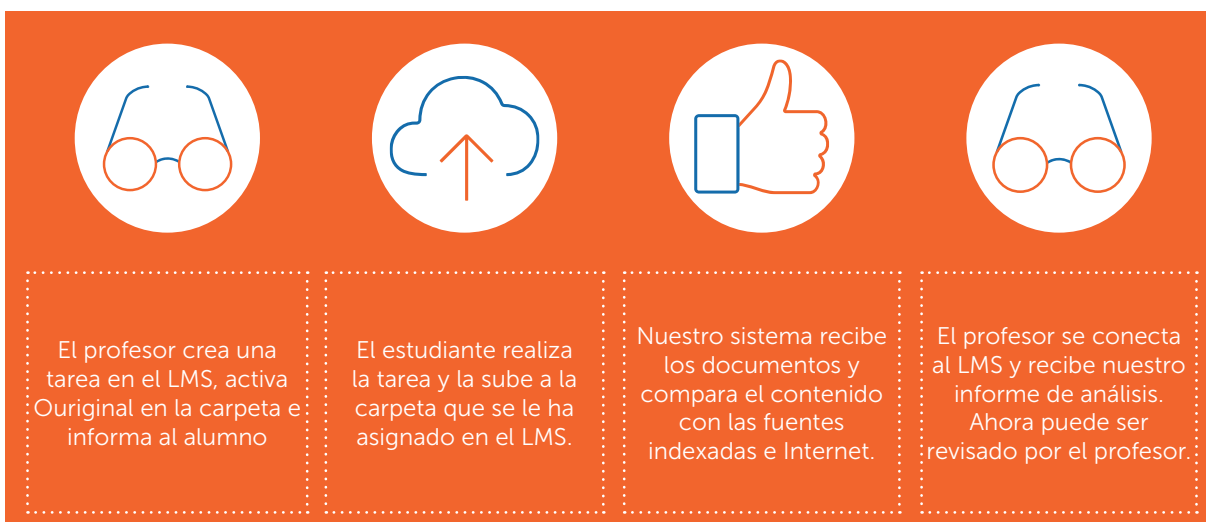 El profesor crea una
tarea en el LMS, activa
Ouriginal en la carpeta e
informa al alumno
El estudiante realiza
la tarea y la sube a la
carpeta que se le ha
asignado en el LMS.
Nuestro sistema recibe
los documentos y
compara el contenido
con las fuentes
indexadas e Internet.
El profesor se conecta
al LMS y recibe nuestro
informe de análisis.
Ahora puede ser
revisado por el profesor.